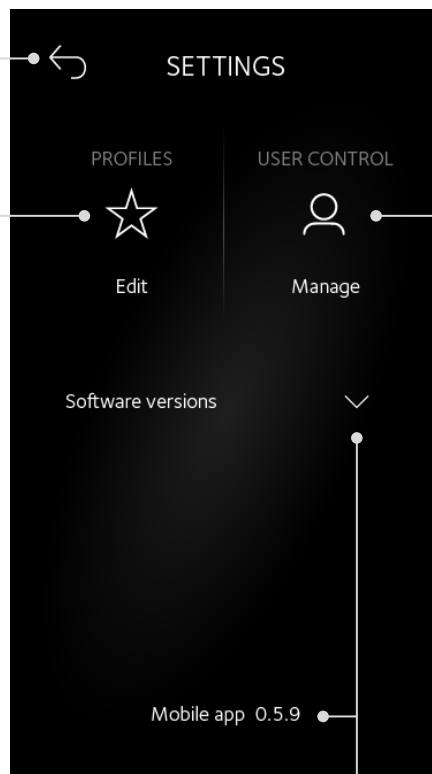 SETTINGS
PROFILES
USER CONTROL
Edit
Manage
Software versions
Mobile app 0.5.9